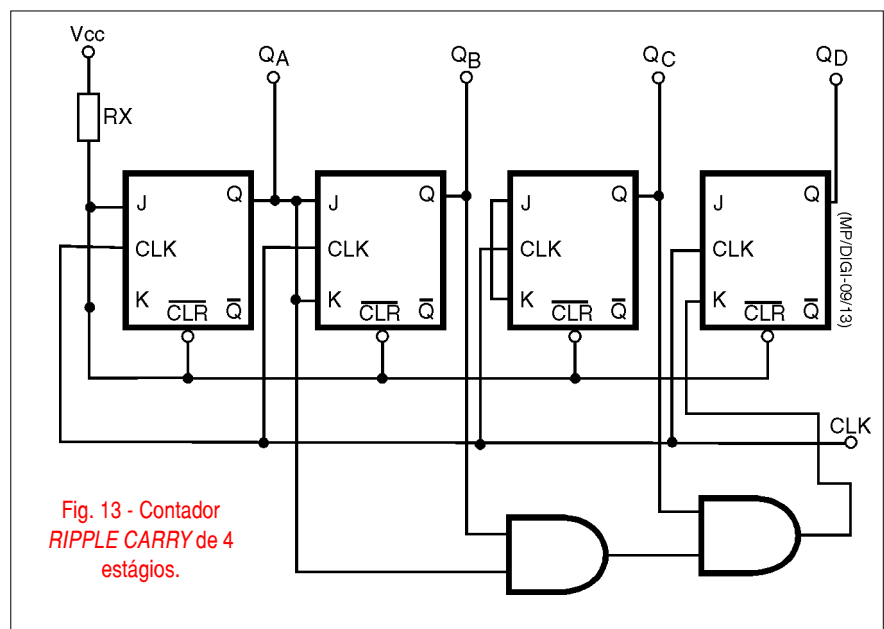 Vcc
QA
QB
QC
QD
RX
J
Q
CLK
K
CLR
Q
J
Q
CLK
K
CLR
Q
J
Q
CLK
K
CLR
Q
J
Q
CLK
K
CLR
Q
(MP/DIGI-09/13)
CLK
Fig. 13 - Contador
RIPPLE CARRY de 4
estágios.